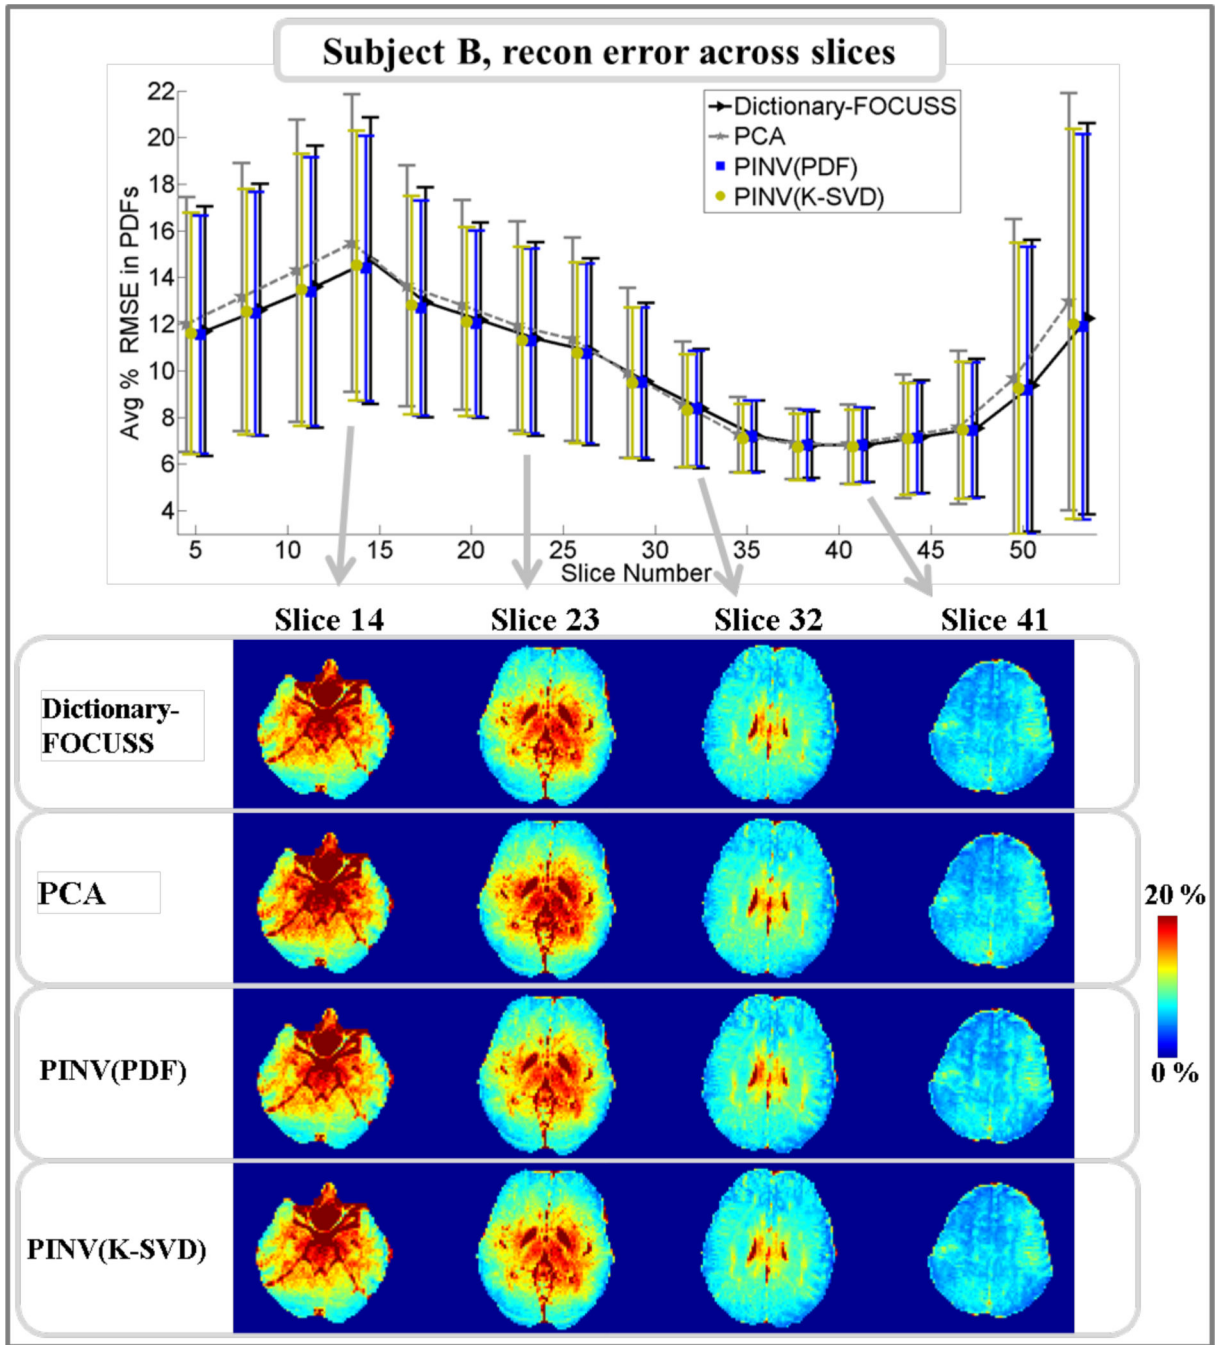 Subject B, recon error across slices
Avg % RMSE in PDFs
22
20
18
16
14
12
10
8
6
4
Dictionary-FOCUSS
PCA
PINV(PDF)
PINV(K-SVD)
5 10 15 20 25 30 35 40 45 50
Slice Number
Slice 14 Slice 23 Slice 32 Slice 41
Dictionary-
FOCUSS
PCA
20 %
0 %
PINV(PDF)
PINV(K-SVD)